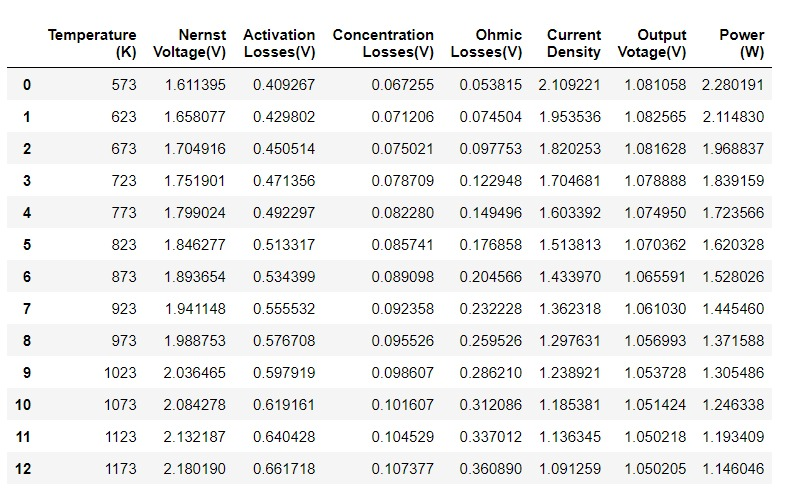 Temperature (K) Nernst Voltage(V) Activation Losses(V) Concentration Losses(V) Ohmic Losses(V) Current Density Output Votage(V) Power (W)
0 573 1.611395 0.409267 0.067255 0.053815 2.109221 1.081058 2.280191
1 623 1.658077 0.429802 0.071206 0.074504 1.953536 1.082565 2.114830
2 673 1.704916 0.450514 0.075021 0.097753 1.820253 1.081628 1.968837
3 723 1.751901 0.471356 0.078709 0.122948 1.704681 1.078888 1.839159
4 773 1.799024 0.492297 0.082280 0.149496 1.603392 1.074950 1.723566
5 823 1.846277 0.513317 0.085741 0.176858 1.513813 1.070362 1.620328
6 873 1.893654 0.534399 0.089098 0.204566 1.433970 1.065591 1.528026
7 923 1.941148 0.555532 0.092358 0.232228 1.362318 1.061030 1.445460
8 973 1.988753 0.576708 0.095526 0.259526 1.297631 1.056993 1.371588
9 1023 2.036465 0.597919 0.098607 0.286210 1.238921 1.053728 1.305486
10 1073 2.084278 0.619161 0.101607 0.312086 1.185381 1.051424 1.246338
11 1123 2.132187 0.640428 0.104529 0.337012 1.136345 1.050218 1.193409
12 1173 2.180190 0.661718 0.107377 0.360890 1.091259 1.050205 1.146046